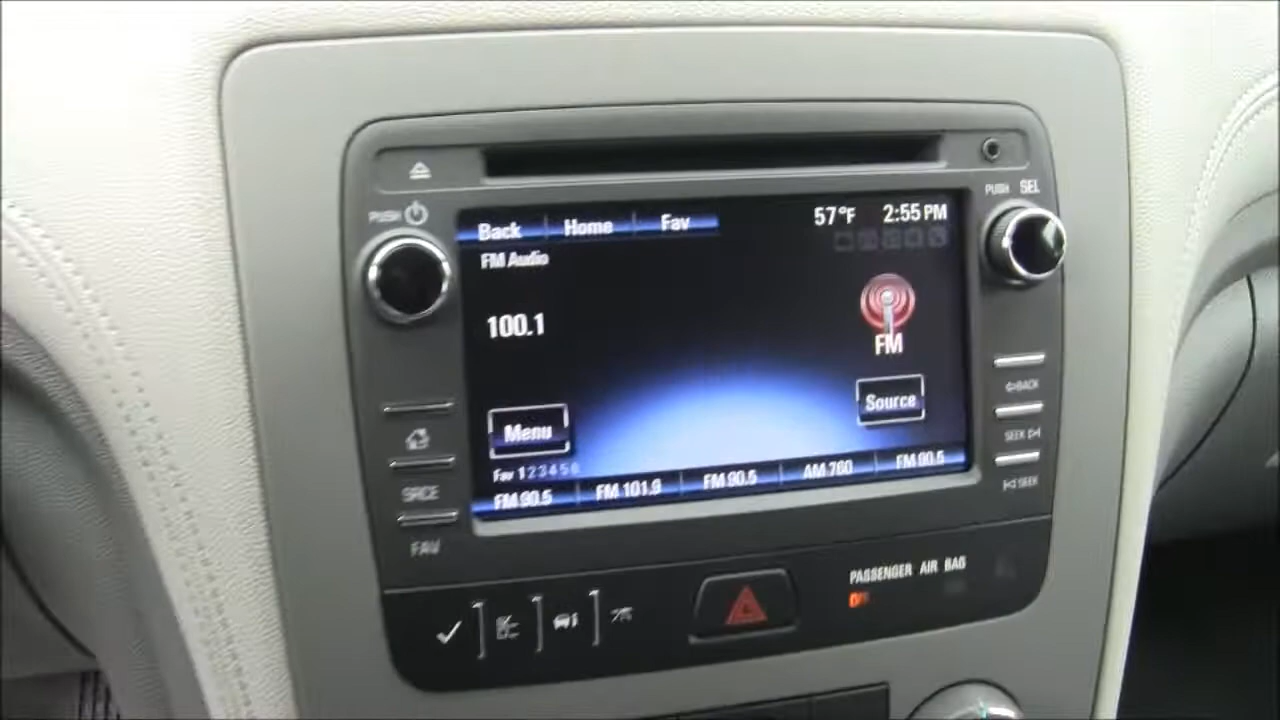 PUSH
PUSH SEL
Back Home Fav
57°F 2:55 PM
FM Audio
100.1
FM
Menu
Source
Fav 1 2 3 4 5 6
FM 90.5 FM 101.9 FM 90.5 AM 760 FM 90.5
BACK
SEEK
SEEK
SRCE
FAV
PASSENGER AIR BAG
OFF